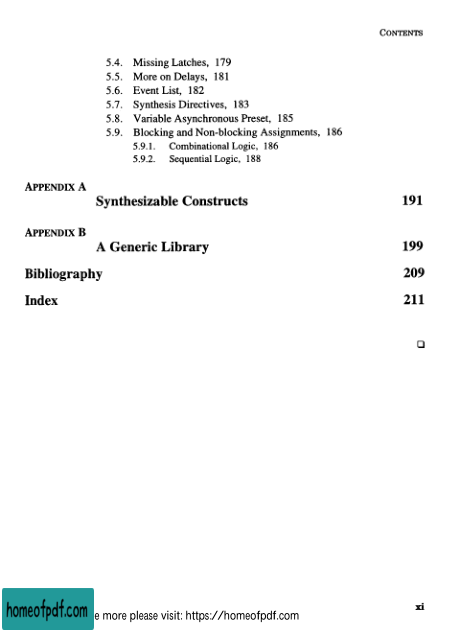 CONTENTS
5.4. Missing Latches, 179
5.5. More on Delays, 181
5.6. Event List, 182
5.7. Synthesis Directives, 183
5.8. Variable Asynchronous Preset, 185
5.9. Blocking and Non-blocking Assignments, 186
5.9.1. Combinational Logic, 186
5.9.2. Sequential Logic, 188
APPENDIX A
Synthesizable Constructs 191
APPENDIX B
A Generic Library 199
Bibliography 209
Index 211
xi
homeofpdf.com e more please visit: https://homeofpdf.com